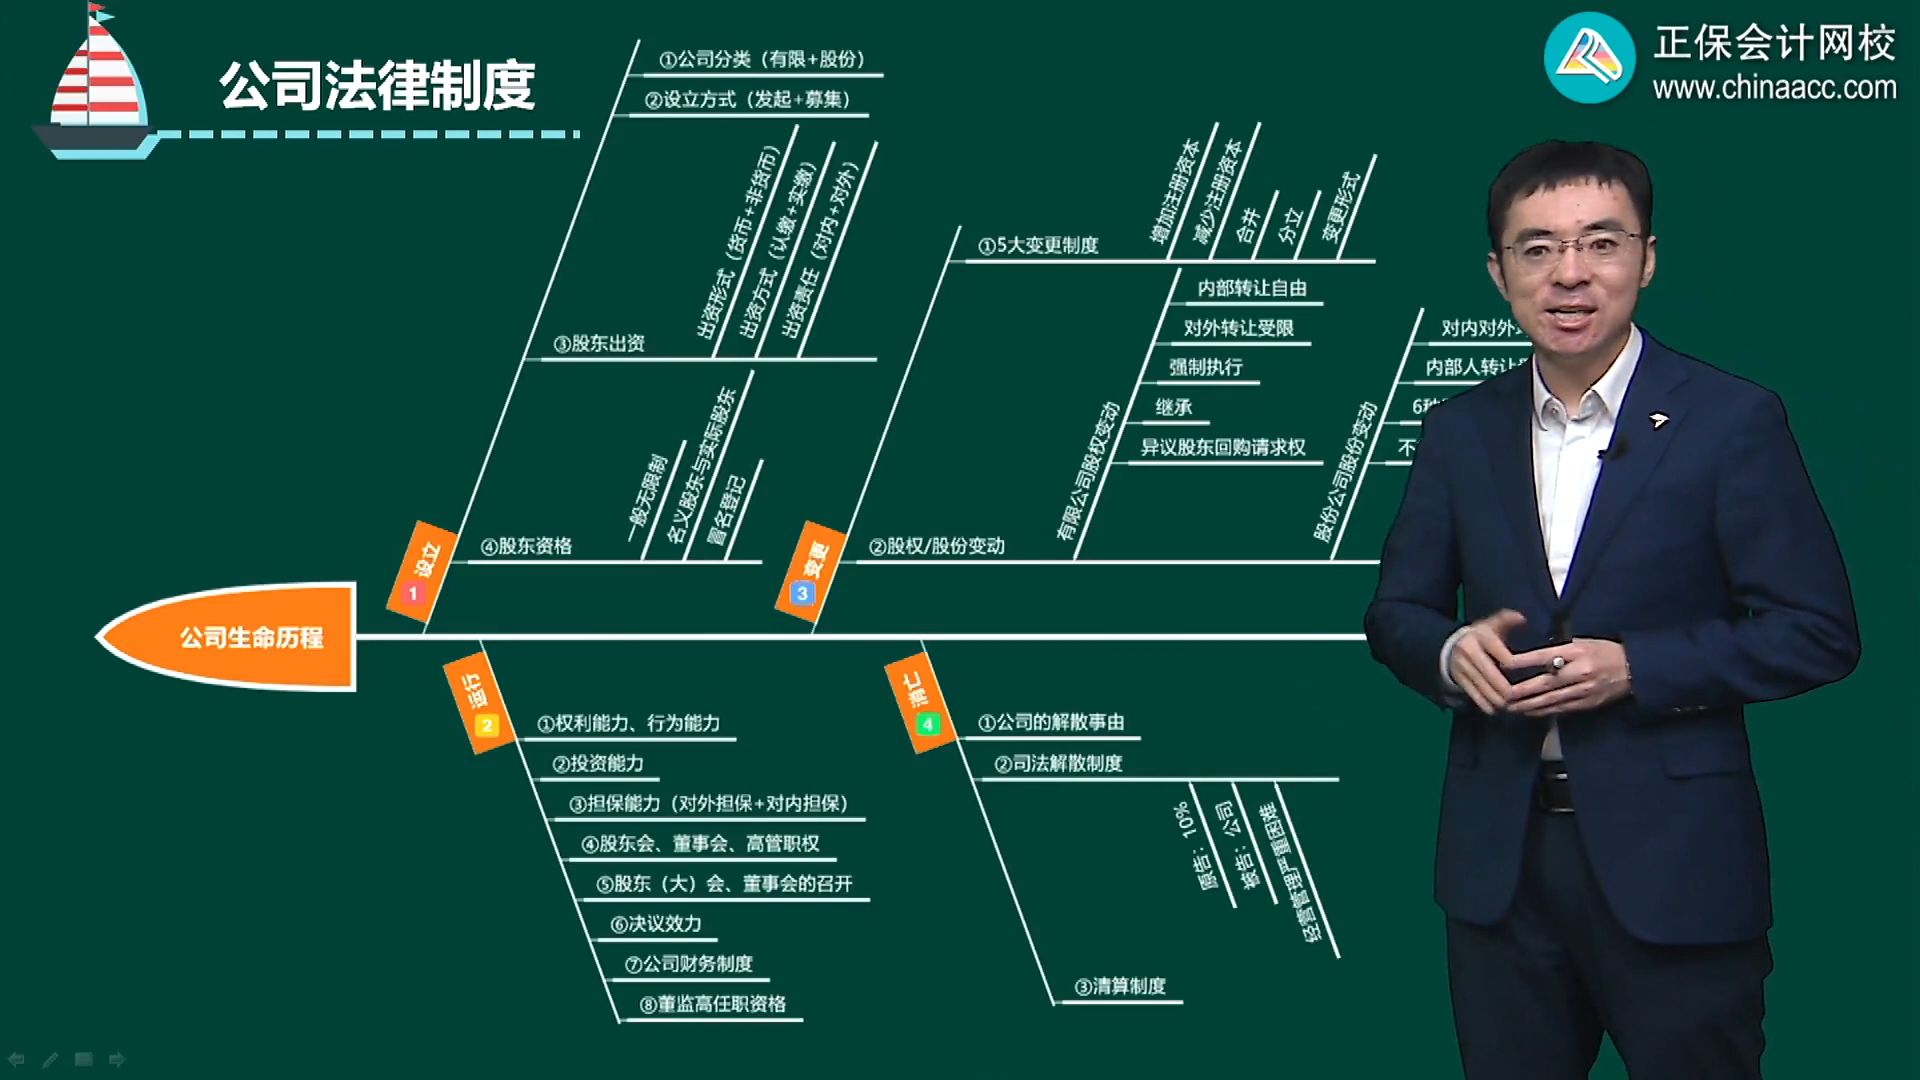 公司法律制度
正保会计网校
www.chinaacc.com
公司生命历程
设立
1
①公司分类（有限+股份）
②设立方式（发起+募集）
③股东出资
出资形式（货币+非货币）
出资方式（认缴+实缴）
出资责任（对内+对外）
④股东资格
一般无限制
名义股东与实际股东
冒名登记
运行
2
①权利能力、行为能力
②投资能力
③担保能力（对外担保+对内担保）
④股东会、董事会、高管职权
⑤股东（大）会、董事会的召开
⑥决议效力
⑦公司财务制度
⑧董监高任职资格
变更
3
①5大变更制度
增加注册资本
减少注册资本
合并
分立
变更形式
②股权/股份变动
有限公司股权变动
内部转让自由
对外转让受限
强制执行
继承
异议股东回购请求权
股份公司股份变动
对内对外
内部人转让
6
不
消亡
4
①公司的解散事由
②司法解散制度
原告：10%
被告：公司
经营管理严重困难
③清算制度